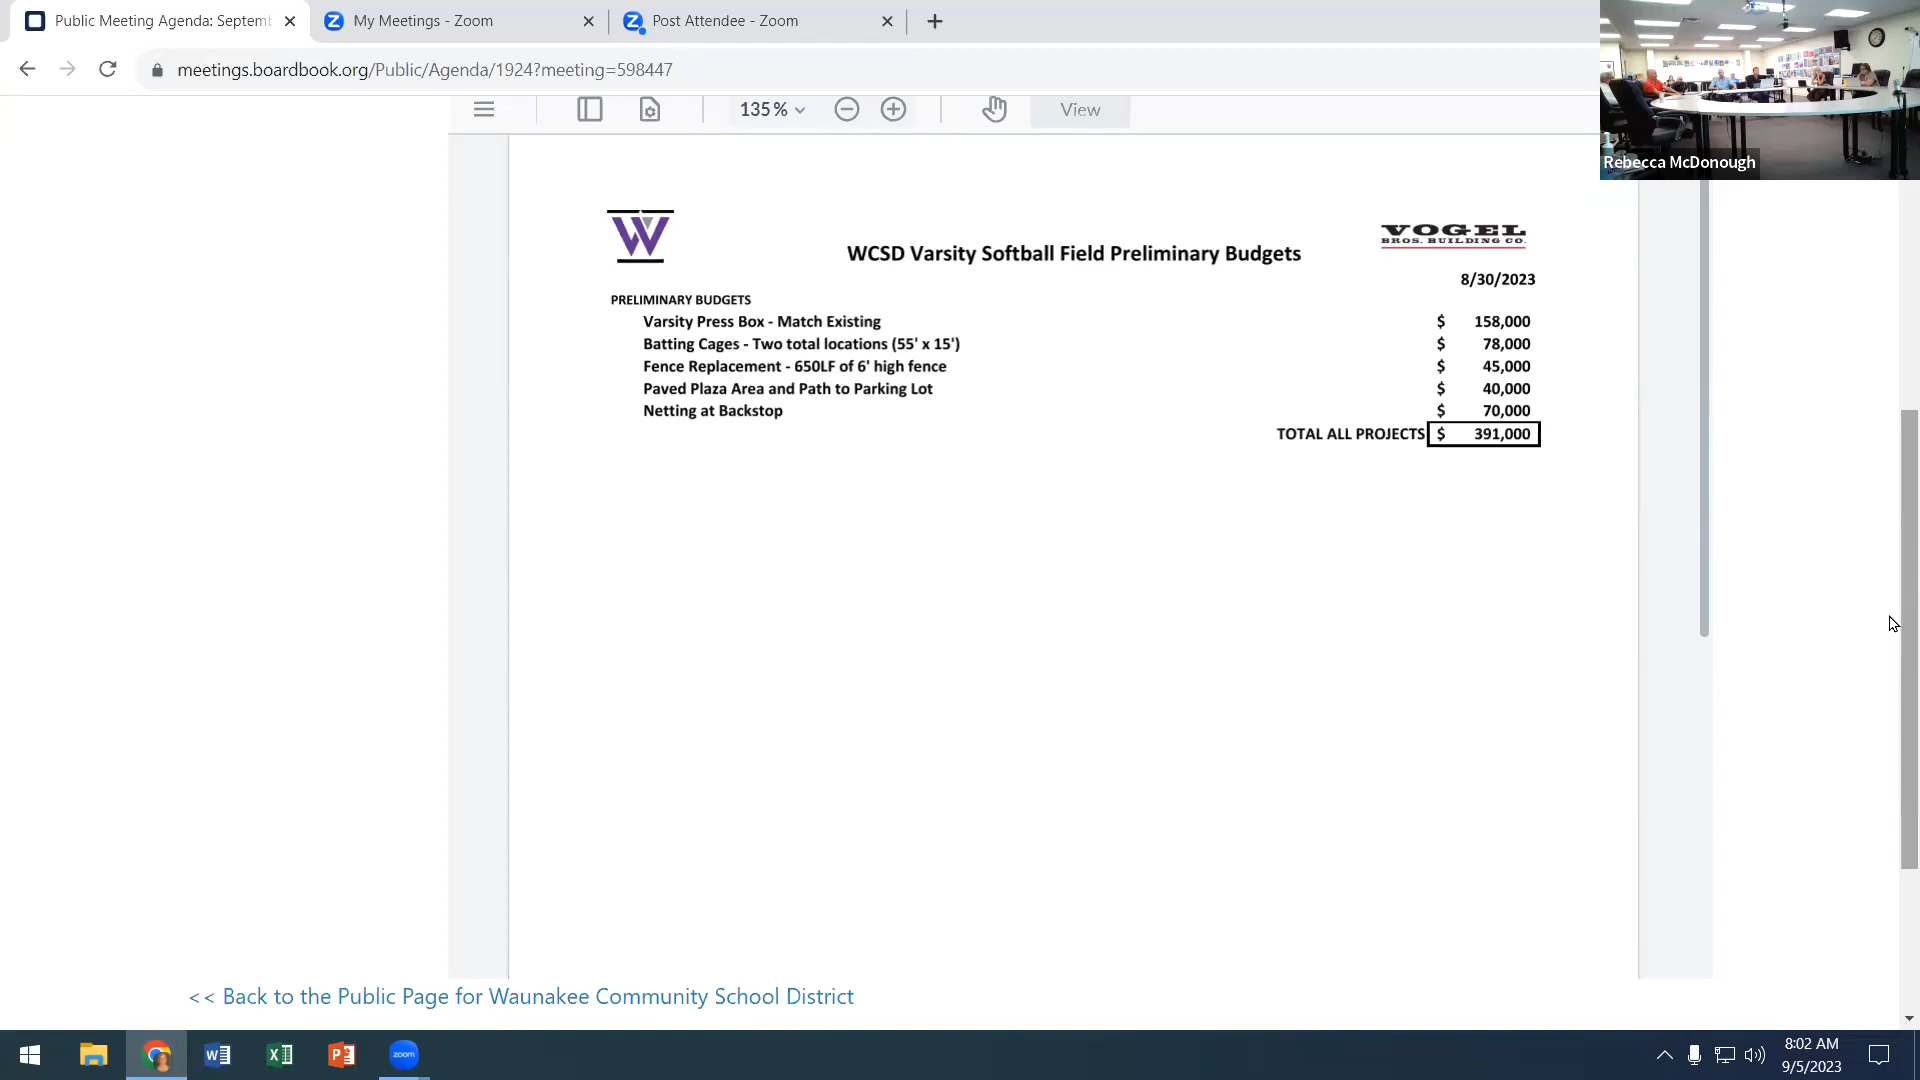 Public Meeting Agenda: Septemb
My Meetings - Zoom
Post Attendee - Zoom
meetings.boardbook.org/Public/Agenda/1924?meeting=598447
135%
View
Rebecca McDonough
W
VOGEL
BROS. BUILDING CO.
WCSD Varsity Softball Field Preliminary Budgets
8/30/2023
PRELIMINARY BUDGETS
Varsity Press Box - Match Existing $ 158,000
Batting Cages - Two total locations (55' x 15') $ 78,000
Fence Replacement - 650LF of 6' high fence $ 45,000
Paved Plaza Area and Path to Parking Lot $ 40,000
Netting at Backstop $ 70,000
TOTAL ALL PROJECTS $ 391,000
<< Back to the Public Page for Waunakee Community School District
zoom
8:02 AM
9/5/2023